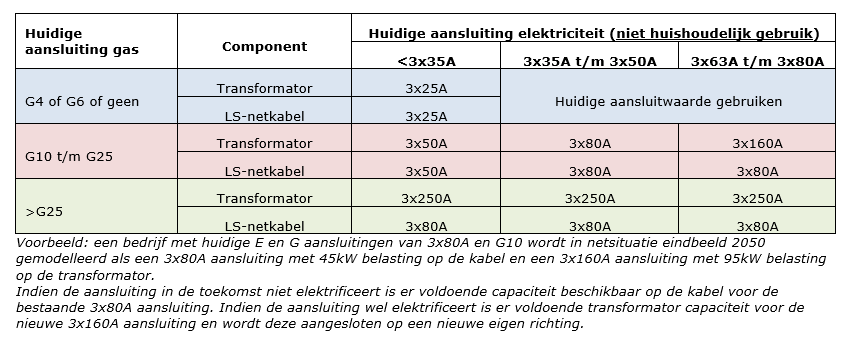 Huidige aansluiting gas Component Huidige aansluiting elektriciteit (niet huishoudelijk gebruik)
<3x35A 3x35A t/m 3x50A 3x63A t/m 3x80A
G4 of G6 of geen Transformator 3x25A Huidige aansluitwaarde gebruiken
LS-netkabel 3x25A
G10 t/m G25 Transformator 3x50A 3x80A 3x160A
LS-netkabel 3x50A 3x80A 3x80A
>G25 Transformator 3x250A 3x250A 3x250A
LS-netkabel 3x80A 3x80A 3x80A
Voorbeeld: een bedrijf met huidige E en G aansluitingen van 3x80A en G10 wordt in netsituatie eindbeeld 2050
gemodelleerd als een 3x80A aansluiting met 45kW belasting op de kabel en een 3x160A aansluiting met 95kW belasting
op de transformator.
Indien de aansluiting in de toekomst niet elektrificeert is er voldoende capaciteit beschikbaar op de kabel voor de
bestaande 3x80A aansluiting. Indien de aansluiting wel elektrificeert is er voldoende transformator capaciteit voor de
nieuwe 3x160A aansluiting en wordt deze aangesloten op een nieuwe eigen richting.